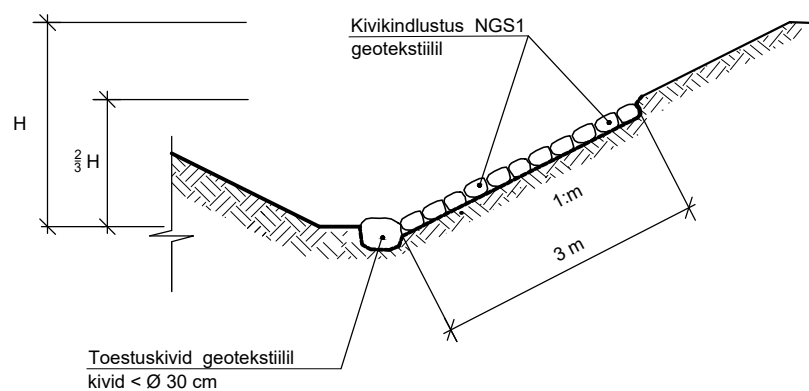 Kivikindlustus NGS1
geotekstiilil
H
2/3 H
1:m
3 m
Toestuskivid geotekstiilil
kivid < Ø 30 cm